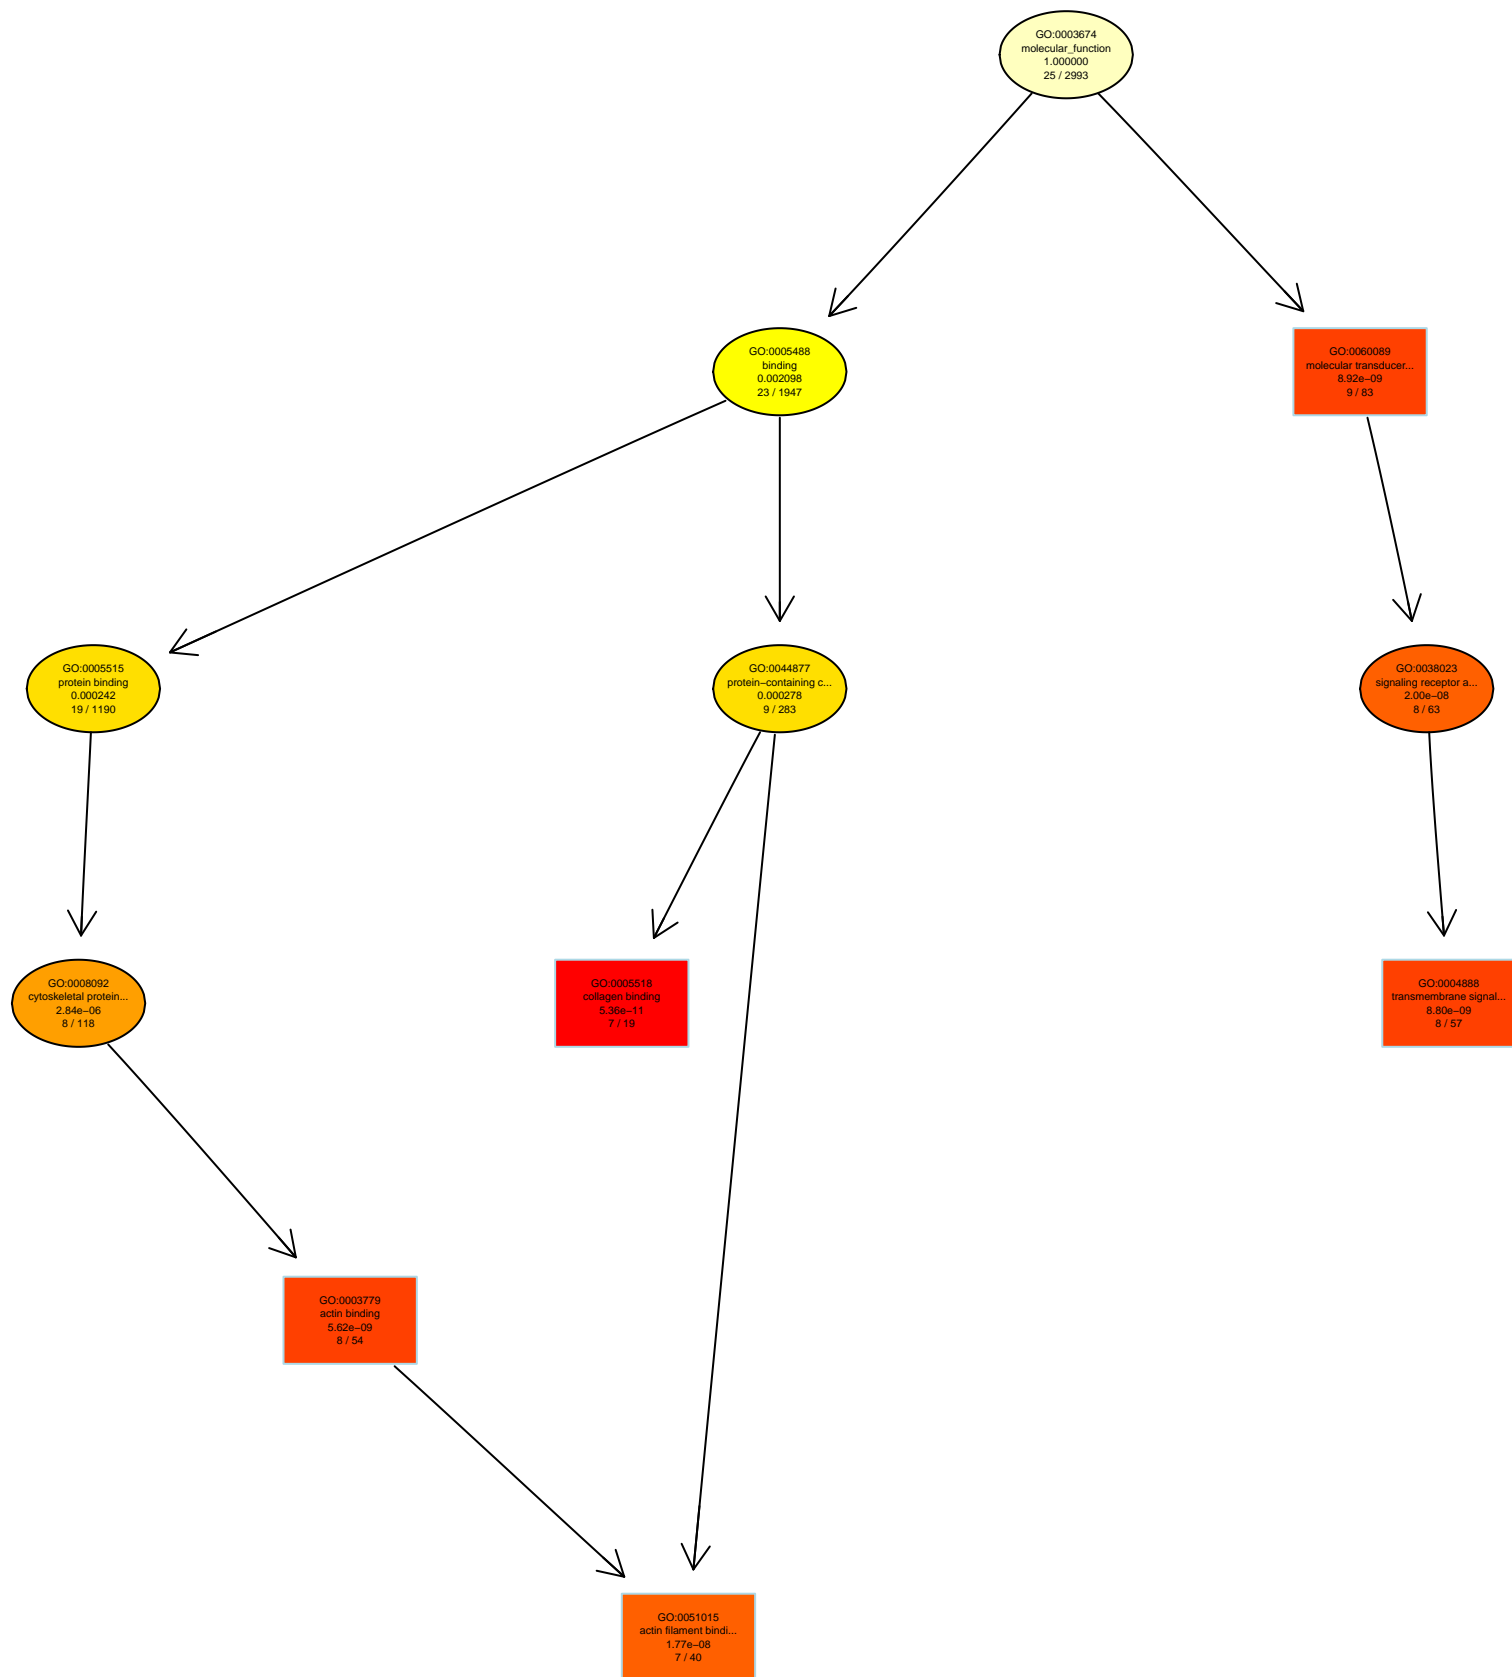 GO:0003674
molecular_function
1.000000
25 / 2993
GO:0005488
binding
0.002098
23 / 1947
GO:0060089
molecular transducer...
8.92e−09
9 / 83
GO:0005515
protein binding
0.000242
19 / 1190
GO:0044877
protein−containing c...
0.000278
9 / 283
GO:0038023
signaling receptor a...
2.00e−08
8 / 63
GO:0008092
cytoskeletal protein...
2.84e−06
8 / 118
GO:0005518
collagen binding
5.36e−11
7 / 19
GO:0004888
transmembrane signal...
8.80e−09
8 / 57
GO:0003779
actin binding
5.62e−09
8 / 54
GO:0051015
actin filament bindi...
1.77e−08
7 / 40